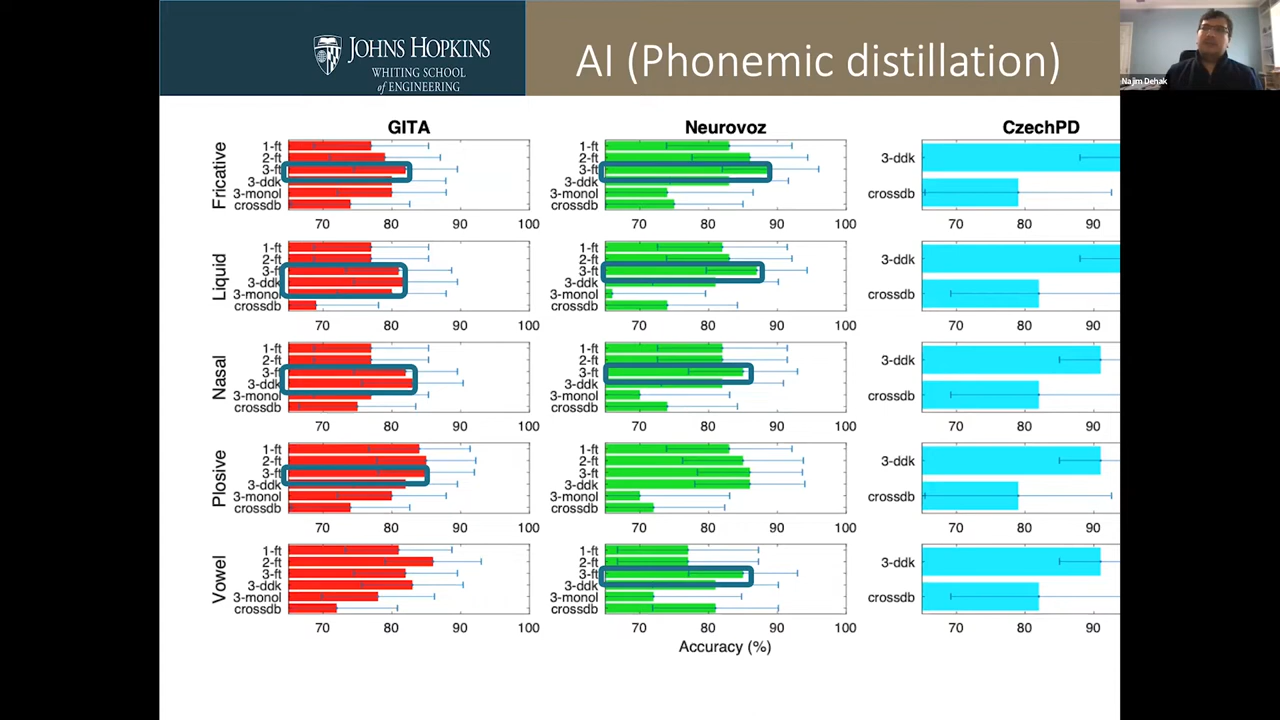 JOHNS HOPKINS
WHITING SCHOOL
of ENGINEERING
AI (Phonemic distillation)
Najim Dehak
GITA
Neurovoz
CzechPD
Fricative
1-ft
2-ft
3-ft
3-ddk
3-monol
crossdb
70 80 90 100
1-ft
2-ft
3-ft
3-ddk
3-monol
crossdb
70 80 90 100
3-ddk
crossdb
70 80 90
Liquid
1-ft
2-ft
3-ft
3-ddk
3-monol
crossdb
70 80 90 100
1-ft
2-ft
3-ft
3-ddk
3-monol
crossdb
70 80 90 100
3-ddk
crossdb
70 80 90
Nasal
1-ft
2-ft
3-ft
3-ddk
3-monol
crossdb
70 80 90 100
1-ft
2-ft
3-ft
3-ddk
3-monol
crossdb
70 80 90 100
3-ddk
crossdb
70 80 90
Plosive
1-ft
2-ft
3-ft
3-ddk
3-monol
crossdb
70 80 90 100
1-ft
2-ft
3-ft
3-ddk
3-monol
crossdb
70 80 90 100
3-ddk
crossdb
70 80 90
Vowel
1-ft
2-ft
3-ft
3-ddk
3-monol
crossdb
70 80 90 100
1-ft
2-ft
3-ft
3-ddk
3-monol
crossdb
70 80 90 100
3-ddk
crossdb
70 80 90
Accuracy (%)